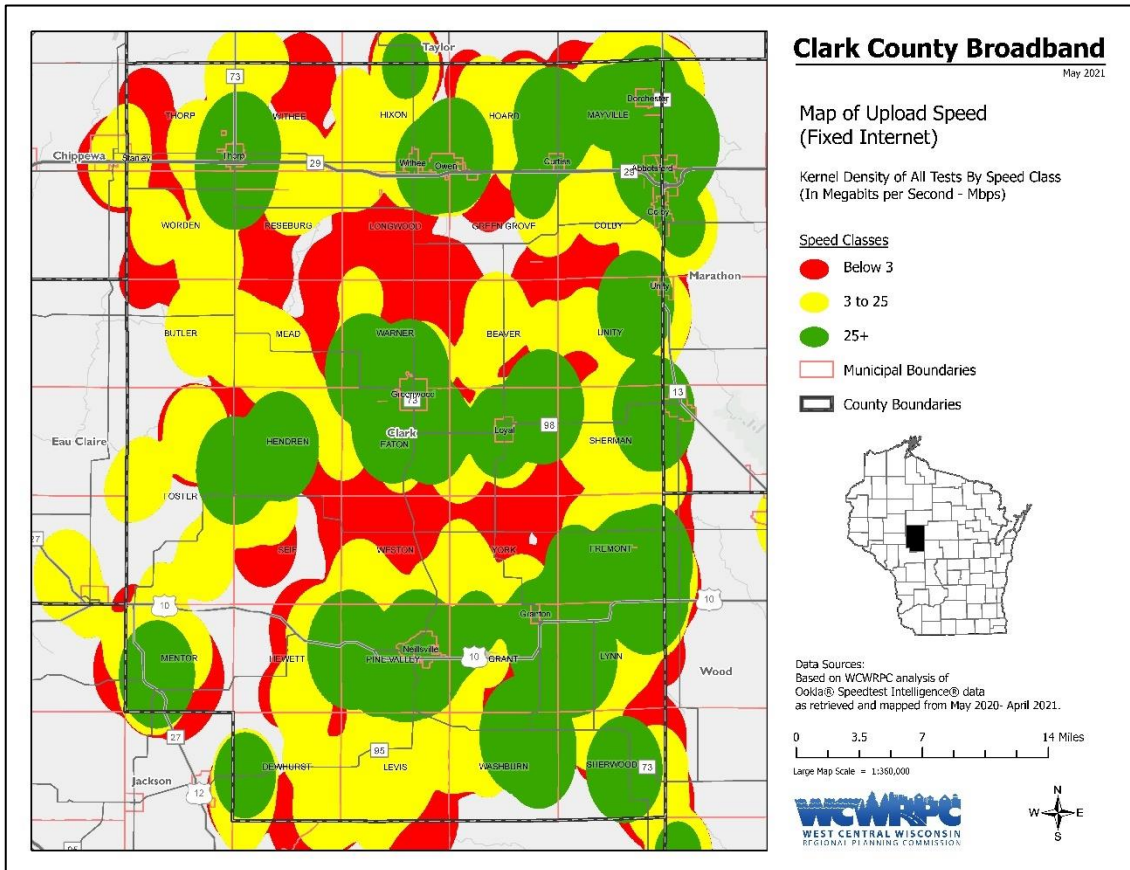 Clark County Broadband
May 2021
Map of Upload Speed
(Fixed Internet)
Kernel Density of All Tests By Speed Class
(In Megabits per Second - Mbps)
Speed Classes
Below 3
3 to 25
25+
Municipal Boundaries
County Boundaries
Data Sources:
Based on WCWRPC analysis of
Ookla® Speedtest Intelligence® data
as retrieved and mapped from May 2020- April 2021.
0 3.5 7 14 Miles
Large Map Scale = 1:350,000
WCWRPC
WEST CENTRAL WISCONSIN
REGIONAL PLANNING COMMISSION
N
W E
S
Taylor
73
Dorchester
THORP WITHEE HIXON HOARD MAYVILLE
Chippewa Stanley Thorp 29 Withee Owen Curtiss 29 Abbotsford
Colby
WORDEN RESEBURG LONGWOOD GREEN GROVE COLBY
Marathon
Unity
BUTLER MEAD WARNER BEAVER UNITY
Greenwood
73
13
Eau Claire HENDREN Clark EATON Loyal 98 SHERMAN
FOSTER
27
SEIF WESTON YORK FREMONT
10
10
Granton
MENTOR HEWETT Neillsville PINE VALLEY 10 GRANT LYNN Wood
27
95
Jackson DEWHURST LEVIS WASHBURN SHERWOOD 73
12
95